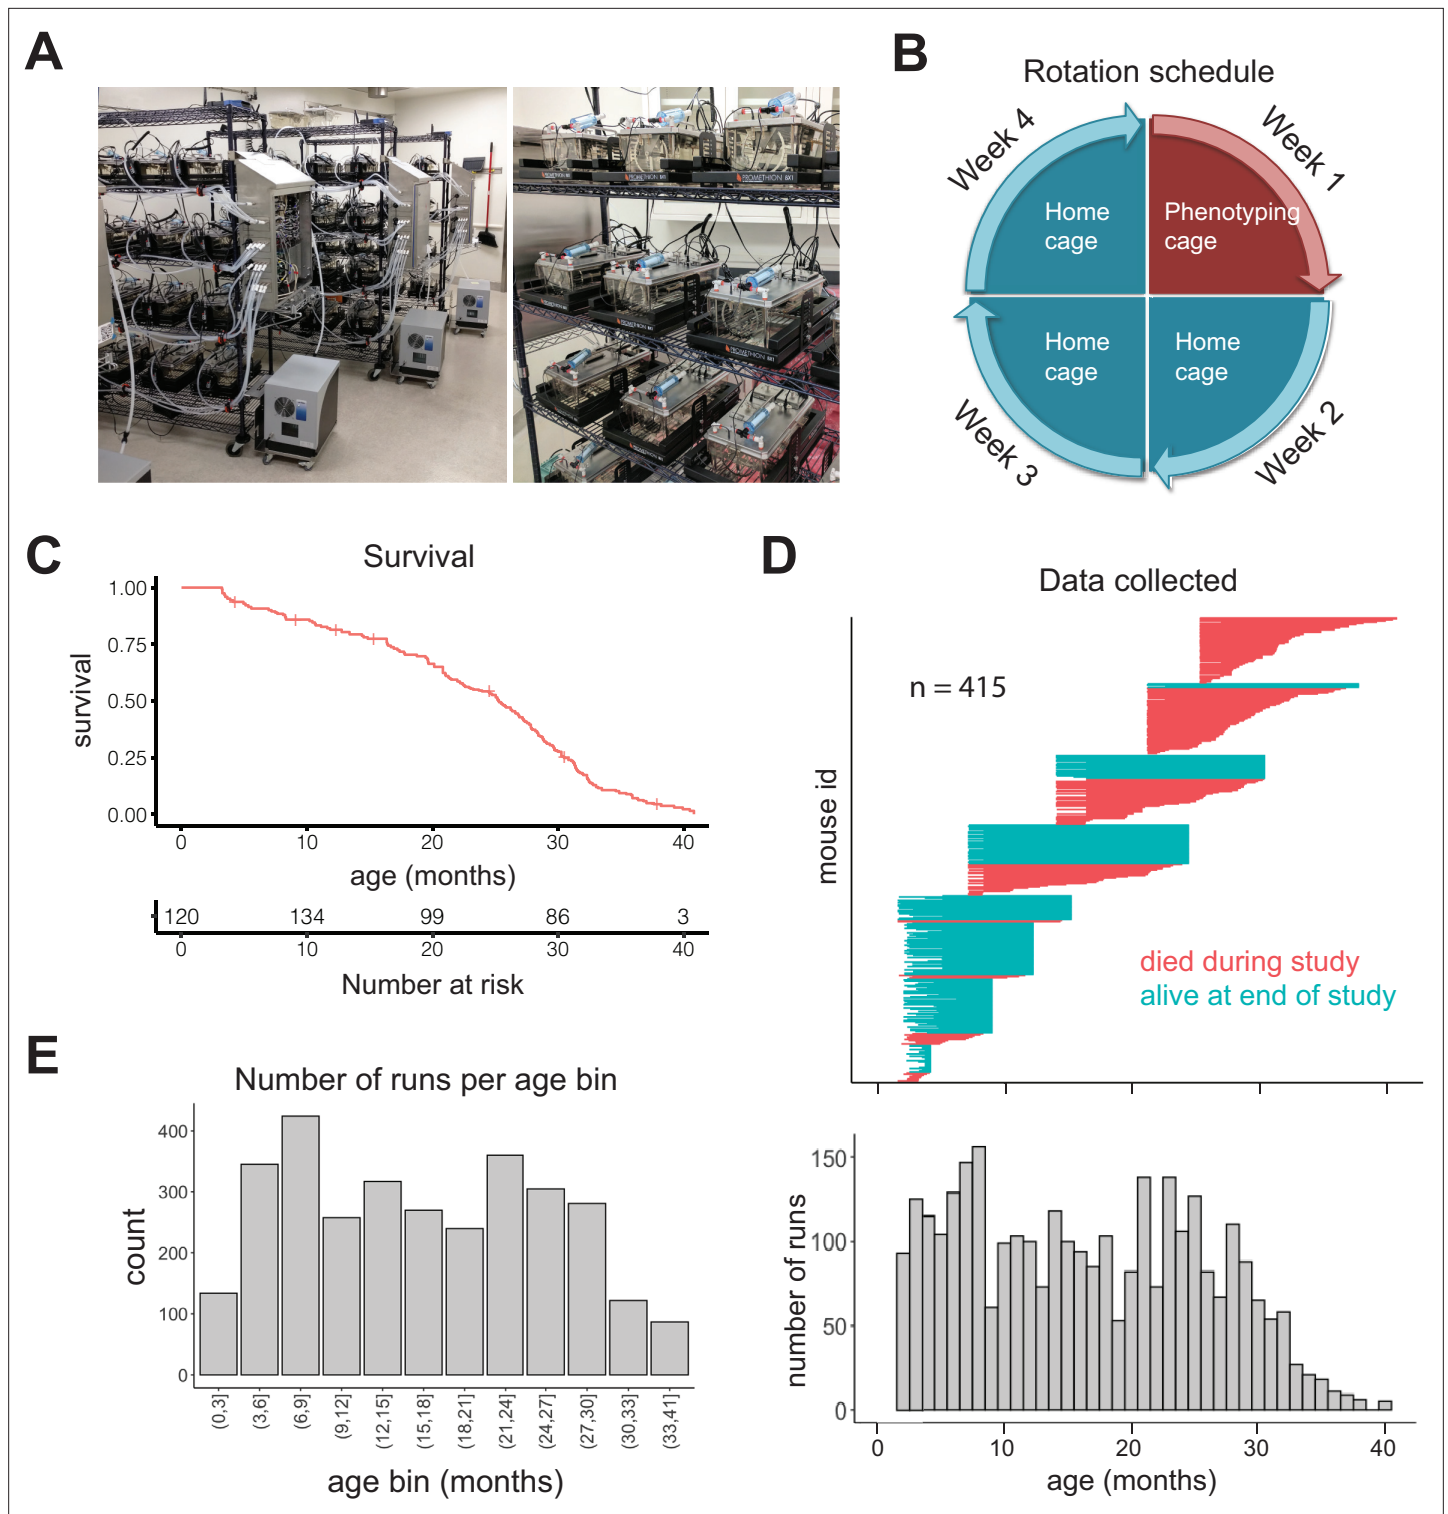 A
PROMETHION 8X1
PROMETHION 8X1
PROMETHION 8X1
B
Rotation schedule
Week 4
Week 1
Home
cage
Phenotyping
cage
Home
cage
Home
cage
Week 3
Week 2
C
Survival
1.00
0.75
0.50
0.25
0.00
survival
0 10 20 30 40
age (months)
120 134 99 86 3
0 10 20 30 40
Number at risk
D
Data collected
n = 415
mouse id
died during study
alive at end of study
150
100
50
0
number of runs
0 10 20 30 40
age (months)
E
Number of runs per age bin
400
300
200
100
0
count
(0,3] (3,6] (6,9] (9,12] (12,15] (15,18] (18,21] (21,24] (24,27] (27,30] (30,33] (33,41]
age bin (months)